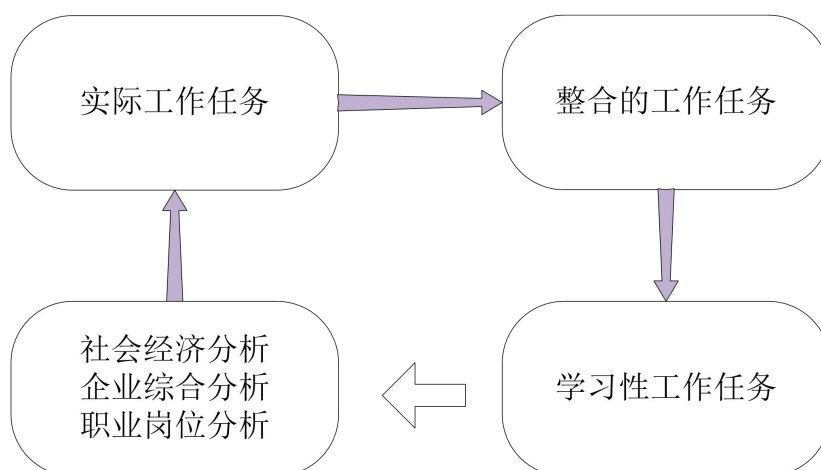 实际工作任务
整合的工作任务
社会经济分析
企业综合分析
职业岗位分析
学习性工作任务